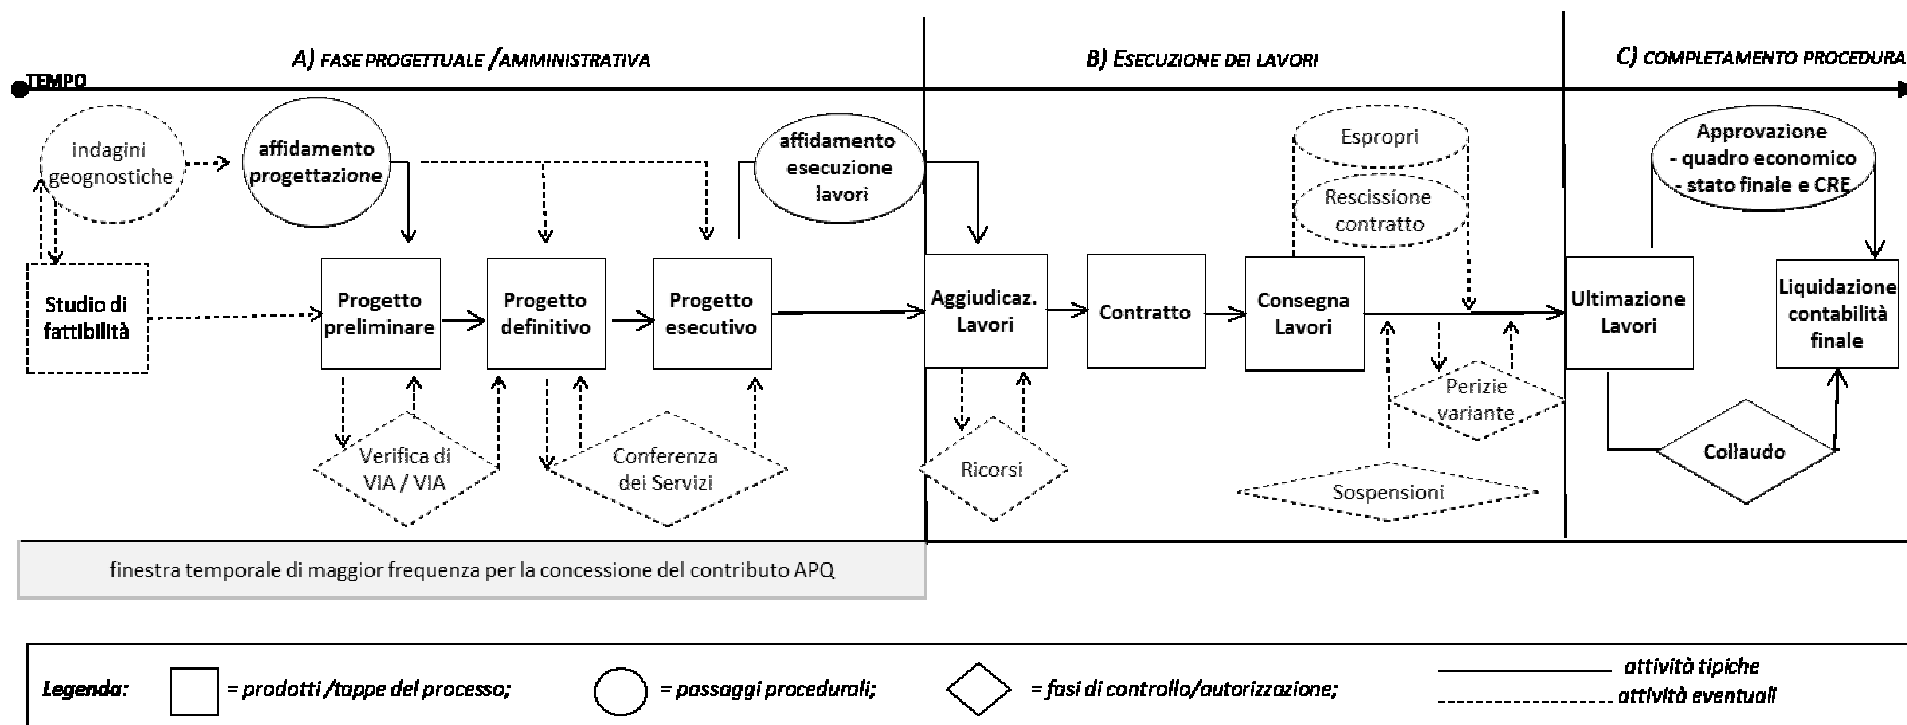 A) FASE PROGETTUALE /AMMINISTRATIVA
B) ESECUZIONE DEI LAVORI
C) COMPLETAMENTO PROCEDURA
TEMPO
indagini
geognostiche
affidamento
progettazione
affidamento
esecuzione
lavori
Espropri
Rescissione
contratto
Approvazione
- quadro economico
- stato finale e CRE
Studio di
fattibilità
Progetto
preliminare
Progetto
definitivo
Progetto
esecutivo
Aggiudicaz.
Lavori
Contratto
Consegna
Lavori
Ultimazione
Lavori
Liquidazione
contabilità
finale
Verifica di
VIA / VIA
Conferenza
dei Servizi
Ricorsi
Perizie
variante
Sospensioni
Collaudo
finestra temporale di maggior frequenza per la concessione del contributo APQ
Legenda:
= prodotti /tappe del processo;
= passaggi procedurali;
= fasi di controllo/autorizzazione;
attività tipiche
attività eventuali